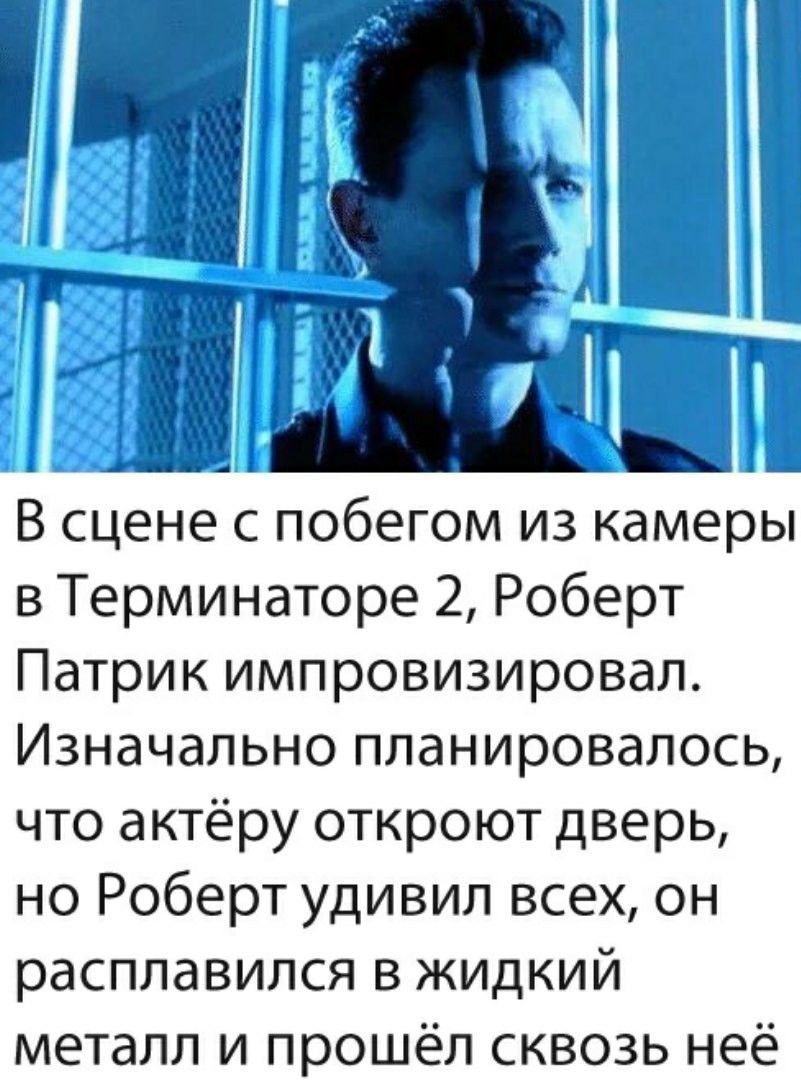 В сцене с побегом из камеры
в Терминаторе 2, Роберт
Патрик импровизировал.
Изначально планировалось,
что актёру откроют дверь,
но Роберт удивил всех, он
расплавился в жидкий
металл и прошёл сквозь неё